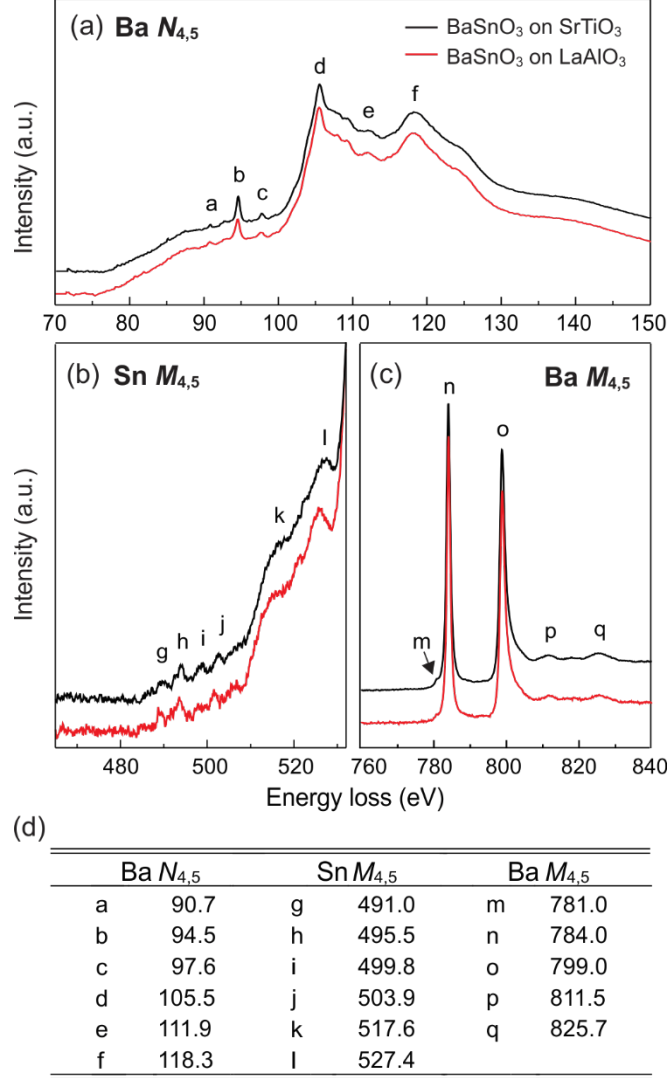 (a) Ba N4,5
BaSnO3 on SrTiO3
BaSnO3 on LaAlO3
Intensity (a.u.)
a
b
c
d
e
f
70 80 90 100 110 120 130 140 150
(b) Sn M4,5
Intensity (a.u.)
g
h
i
j
k
l
480 500 520
(c) Ba M4,5
m
n
o
p
q
760 780 800 820 840
Energy loss (eV)
(d)
Ba N4,5 Sn M4,5 Ba M4,5
a 90.7 g 491.0 m 781.0
b 94.5 h 495.5 n 784.0
c 97.6 i 499.8 o 799.0
d 105.5 j 503.9 p 811.5
e 111.9 k 517.6 q 825.7
f 118.3 l 527.4